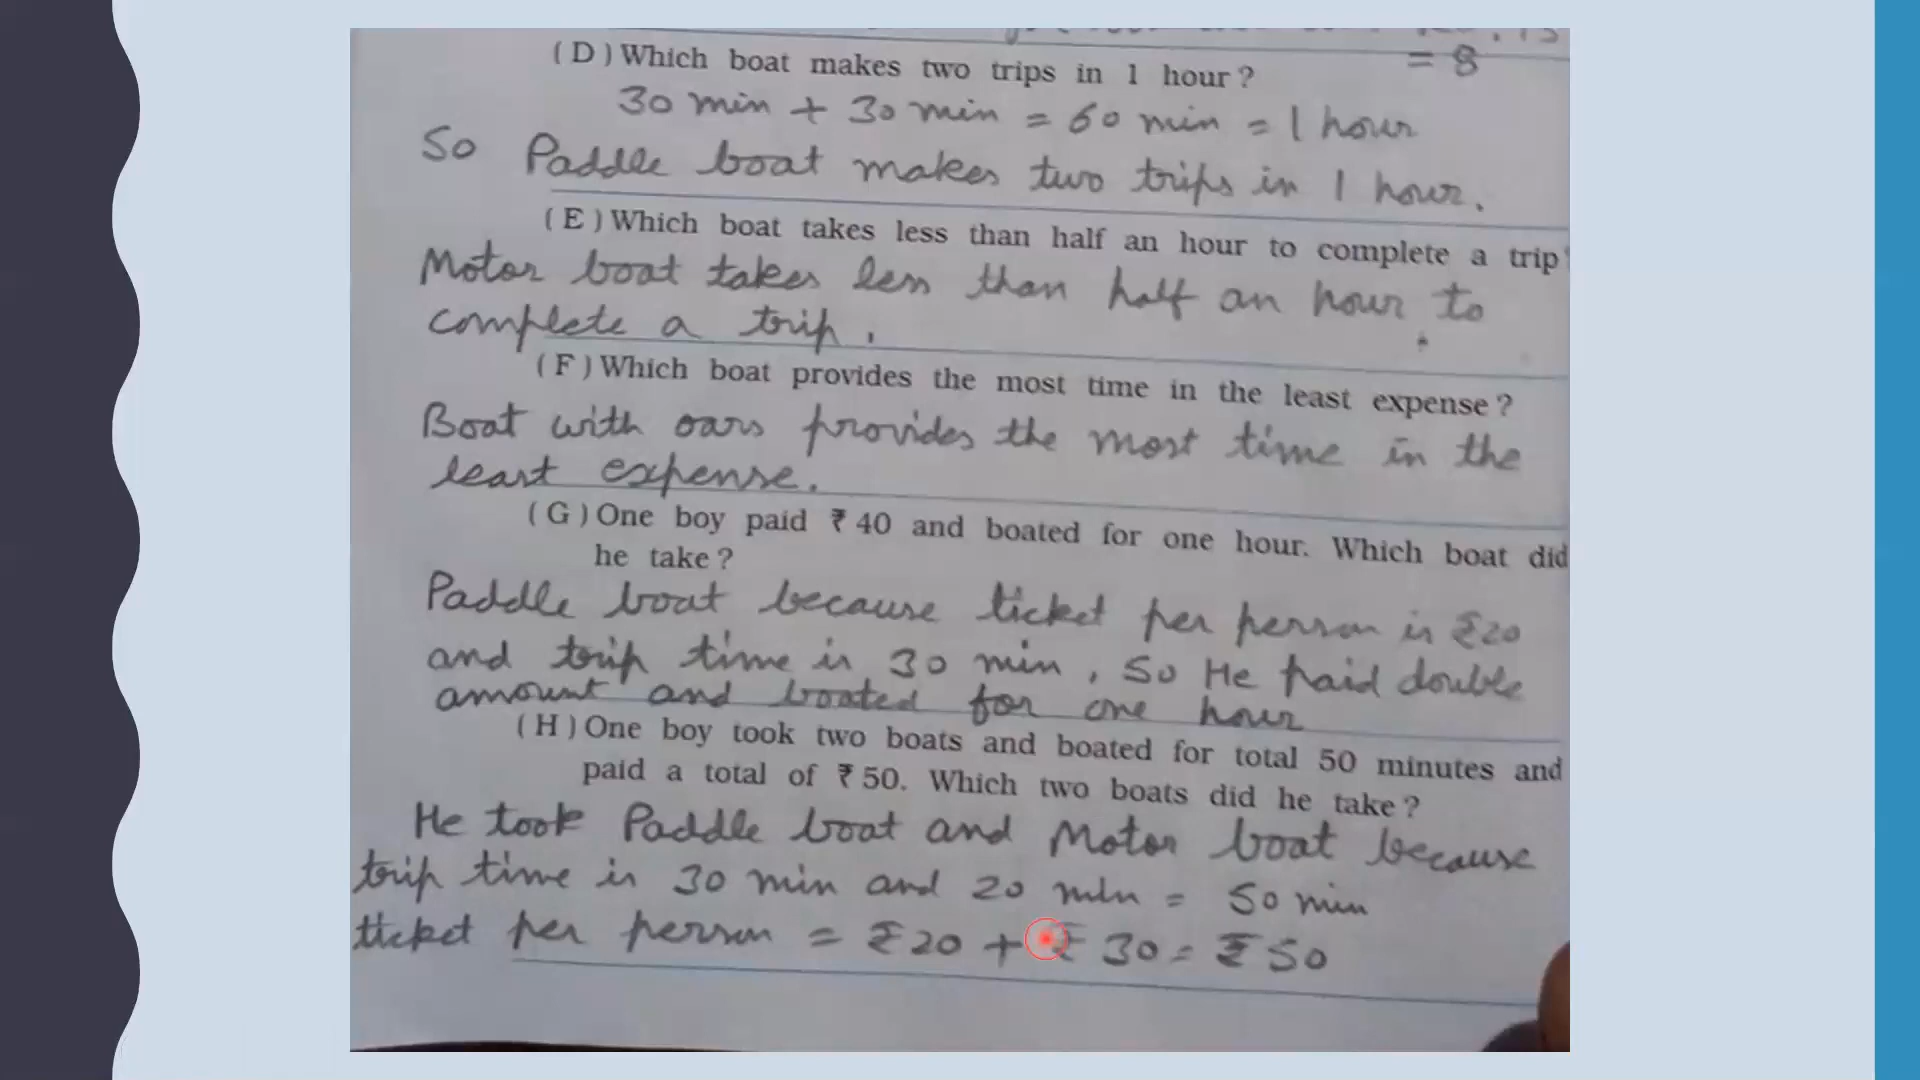 = 8
(D) Which boat makes two trips in 1 hour?
30 min + 30 min = 60 min = 1 hour
So Paddle boat makes two trips in 1 hour.
(E) Which boat takes less than half an hour to complete a trip?
Motor boat takes less than half an hour to
complete a trip.
(F) Which boat provides the most time in the least expense?
Boat with oars provides the most time in the
least expense.
(G) One boy paid ₹ 40 and boated for one hour. Which boat did
he take?
Paddle boat because ticket per person is ₹20
and trip time is 30 min, So He paid double
amount and boated for one hour
(H) One boy took two boats and boated for total 50 minutes and
paid a total of ₹ 50. Which two boats did he take?
He took Paddle boat and Motor boat because
trip time is 30 min and 20 min = 50 min
ticket per person = ₹20 + ₹ 30 = ₹ 50